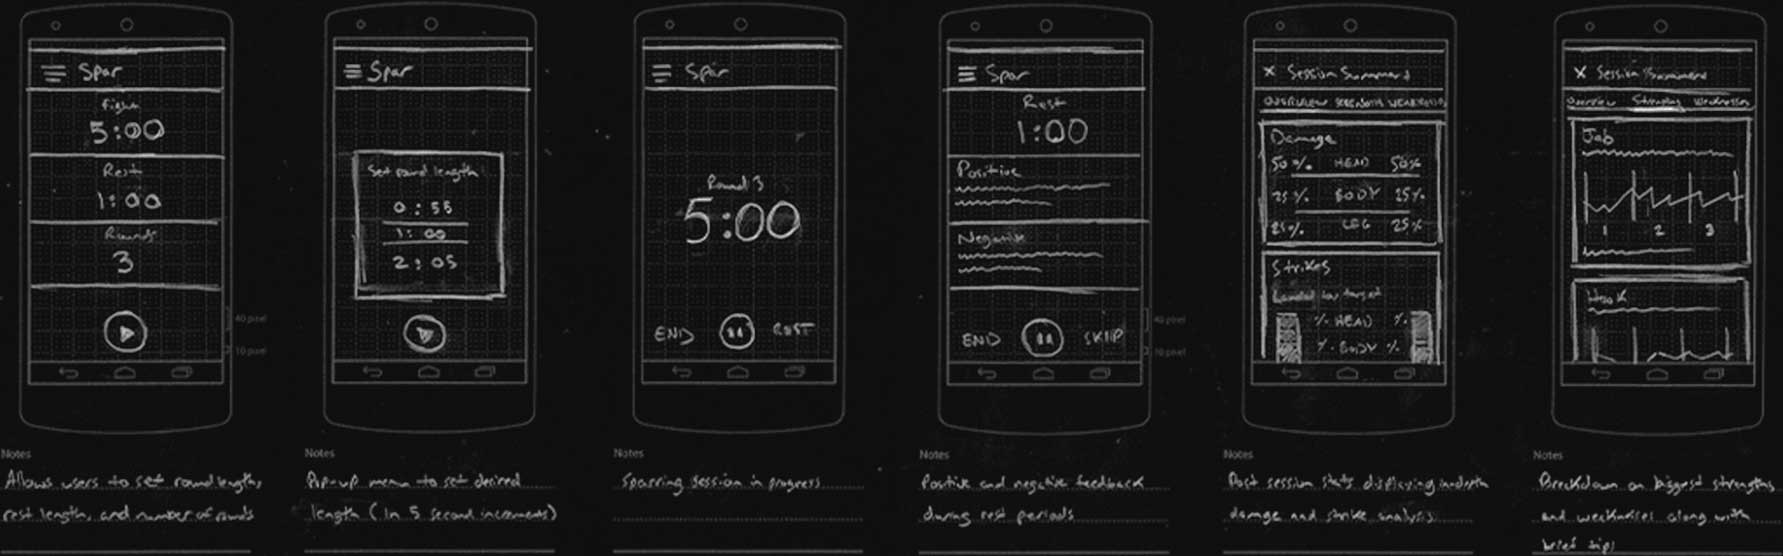 Spar
Fight
5:00
Rest
1:00
Rounds
3
40 pixel
10 pixel
Notes
Allows users to set round length,
rest length, and number of rounds
Spar
Set round length
0:55
1:00
2:05
Notes
Pop-up menu to set desired
length (in 5 second increments)
Spar
Round 3
5:00
END
REST
Notes
Sparring session in progress
Spar
Rest
1:00
Positive
Negative
END
SKIP
40 pixel
10 pixel
Notes
Positive and negative feedback
during rest periods
X Session Summary
OVERVIEW STRENGTHS WEAKNESSES
Damage
50% HEAD 50%
25% BODY 25%
25% LEG 25%
Strikes
Landed on target
% HEAD %
% BODY %
Notes
Post session stats displaying indepth
damage and strike analysis
X Session Summary
Overview Strengths Weaknesses
Jab
1 2 3
Hook
Notes
Breakdown on biggest strengths
and weaknesses along with
brief tips